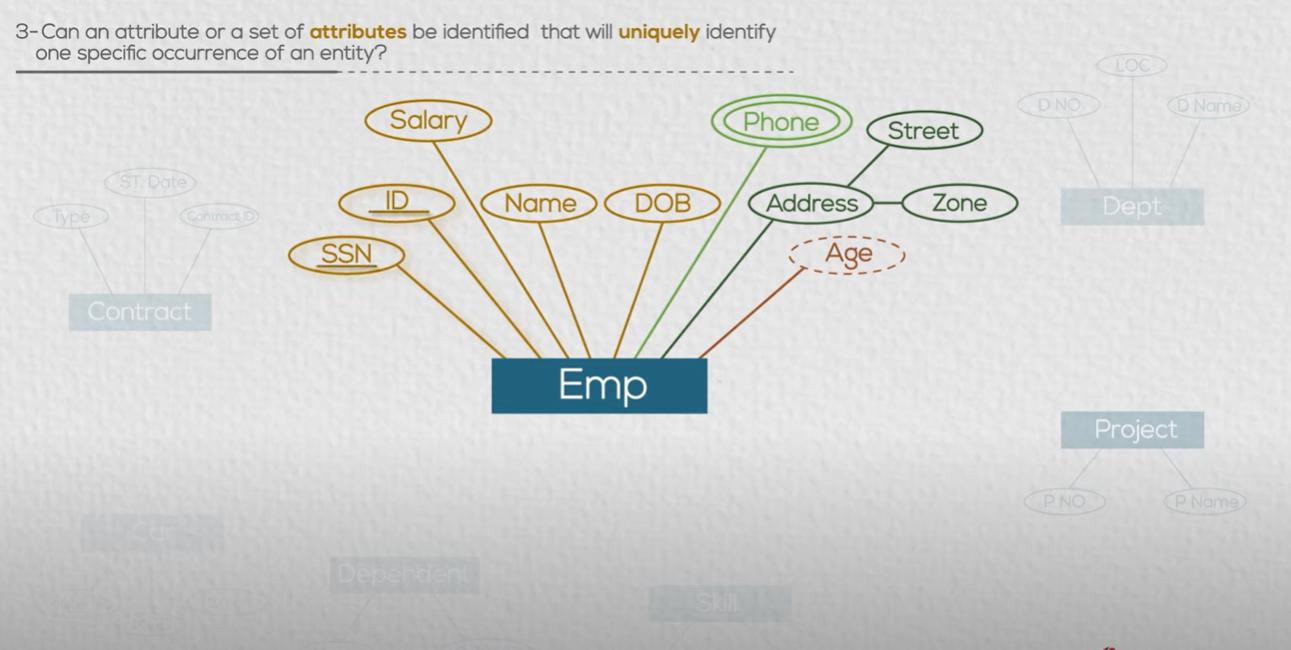 3-Can an attribute or a set of attributes be identified that will uniquely identify
one specific occurrence of an entity?
LOC
D NO.
D Name
Salary
Phone
Street
ST. Date
Type
Contract ID
ID
Name
DOB
Address
Zone
Dept
SSN
Age
Contract
Emp
Project
P NO
P Name
Car
Dependent
Skill